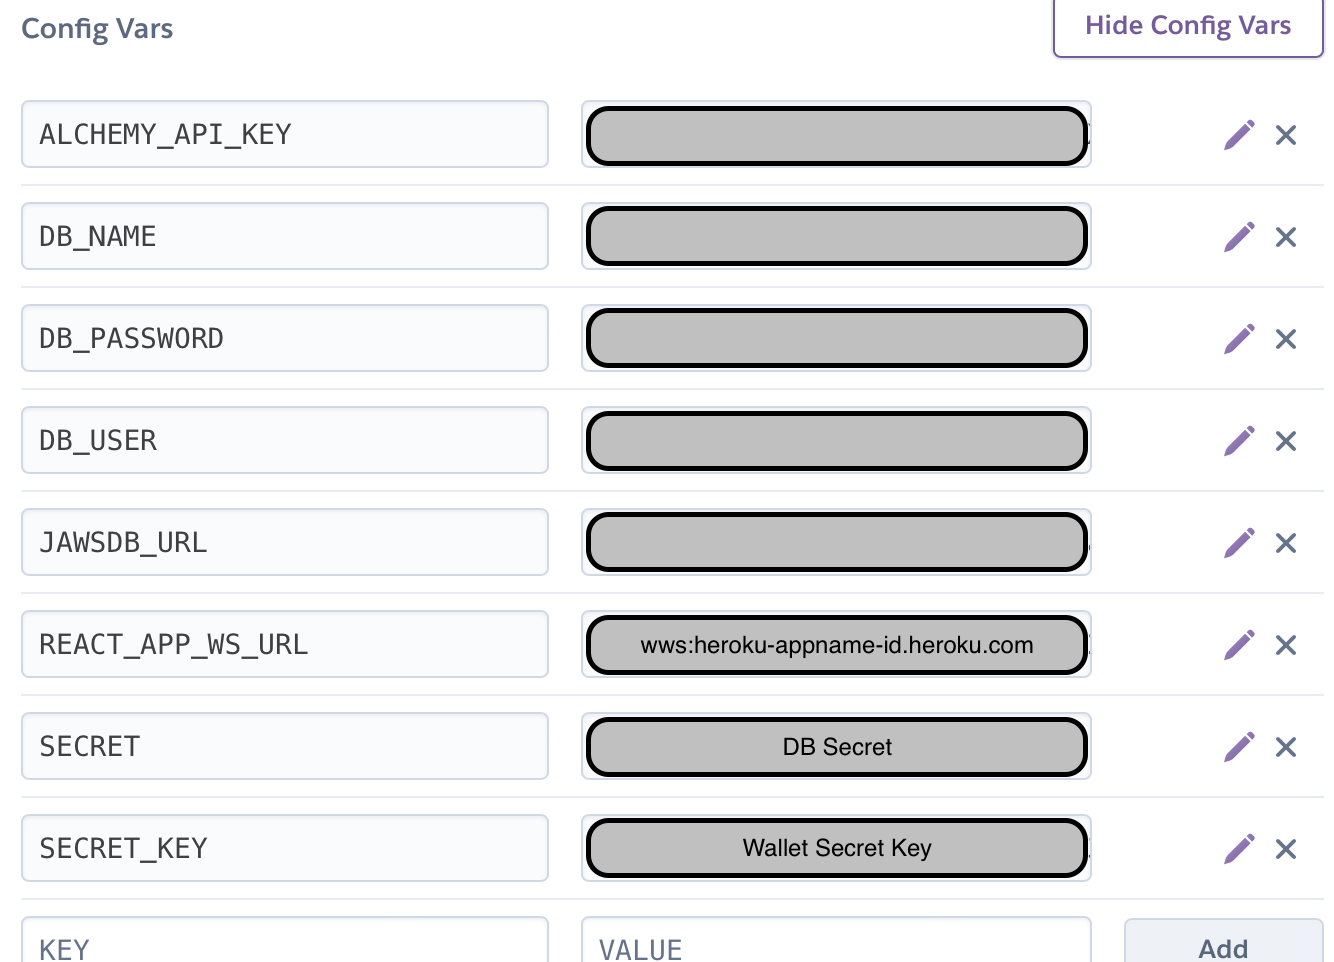 Config Vars
Hide Config Vars
ALCHEMY_API_KEY
DB_NAME
DB_PASSWORD
DB_USER
JAWSDB_URL
REACT_APP_WS_URL wws:heroku-appname-id.heroku.com
SECRET DB Secret
SECRET_KEY Wallet Secret Key
KEY VALUE Add